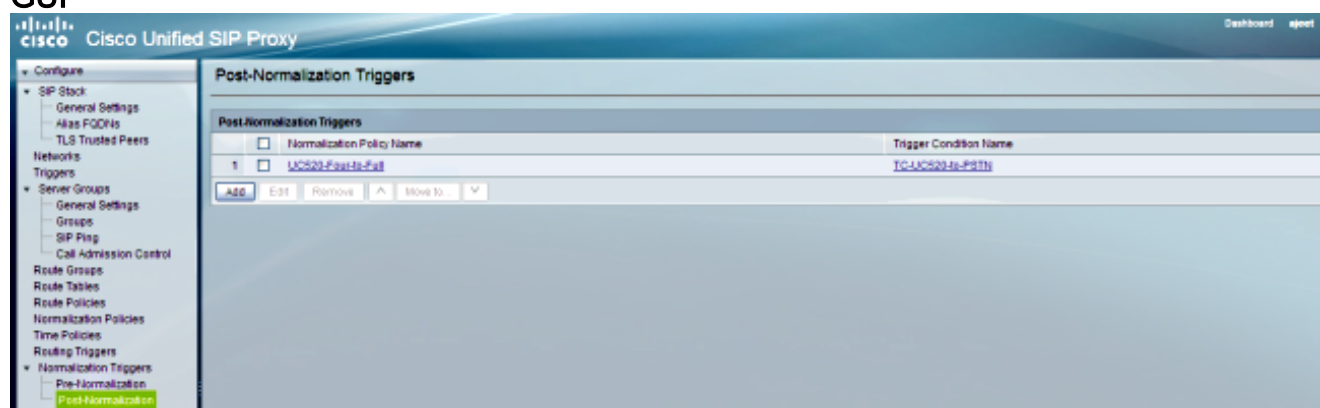 GUI
cisco Cisco Unified SIP Proxy
Dashboard ajeet
Configure
SIP Stack
General Settings
Alias FQDNs
TLS Trusted Peers
Networks
Triggers
Server Groups
General Settings
Groups
SIP Ping
Call Admission Control
Route Groups
Route Tables
Route Policies
Normalization Policies
Time Policies
Routing Triggers
Normalization Triggers
Pre-Normalization
Post-Normalization
Post-Normalization Triggers
Post-Normalization Triggers
Normalization Policy Name Trigger Condition Name
1 UC520-Four-to-Full TC-UC520-to-PSTN
Add Edit Remove Move to...